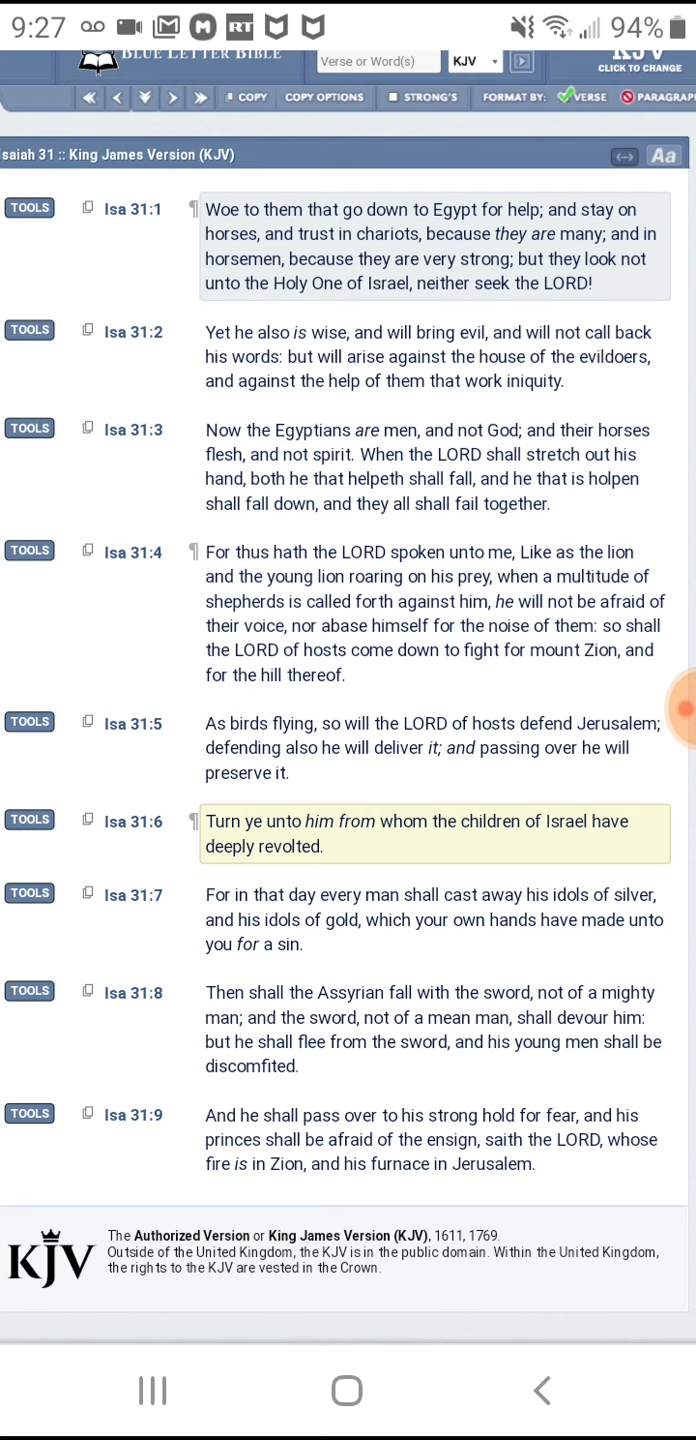 9:27 RT 94%
BLUE LETTER BIBLE Verse or Word(s) KJV KJV
CLICK TO CHANGE
COPY COPY OPTIONS STRONG'S FORMAT BY: VERSE PARAGRAP
saiah 31 :: King James Version (KJV) Aa
TOOLS Isa 31:1 ¶ Woe to them that go down to Egypt for help; and stay on
horses, and trust in chariots, because they are many; and in
horsemen, because they are very strong; but they look not
unto the Holy One of Israel, neither seek the LORD!
TOOLS Isa 31:2 Yet he also is wise, and will bring evil, and will not call back
his words: but will arise against the house of the evildoers,
and against the help of them that work iniquity.
TOOLS Isa 31:3 Now the Egyptians are men, and not God; and their horses
flesh, and not spirit. When the LORD shall stretch out his
hand, both he that helpeth shall fall, and he that is holpen
shall fall down, and they all shall fail together.
TOOLS Isa 31:4 ¶ For thus hath the LORD spoken unto me, Like as the lion
and the young lion roaring on his prey, when a multitude of
shepherds is called forth against him, he will not be afraid of
their voice, nor abase himself for the noise of them: so shall
the LORD of hosts come down to fight for mount Zion, and
for the hill thereof.
TOOLS Isa 31:5 As birds flying, so will the LORD of hosts defend Jerusalem;
defending also he will deliver it; and passing over he will
preserve it.
TOOLS Isa 31:6 ¶ Turn ye unto him from whom the children of Israel have
deeply revolted.
TOOLS Isa 31:7 For in that day every man shall cast away his idols of silver,
and his idols of gold, which your own hands have made unto
you for a sin.
TOOLS Isa 31:8 Then shall the Assyrian fall with the sword, not of a mighty
man; and the sword, not of a mean man, shall devour him:
but he shall flee from the sword, and his young men shall be
discomfited.
TOOLS Isa 31:9 And he shall pass over to his strong hold for fear, and his
princes shall be afraid of the ensign, saith the LORD, whose
fire is in Zion, and his furnace in Jerusalem.
KJV The Authorized Version or King James Version (KJV), 1611, 1769.
Outside of the United Kingdom, the KJV is in the public domain. Within the United Kingdom,
the rights to the KJV are vested in the Crown.